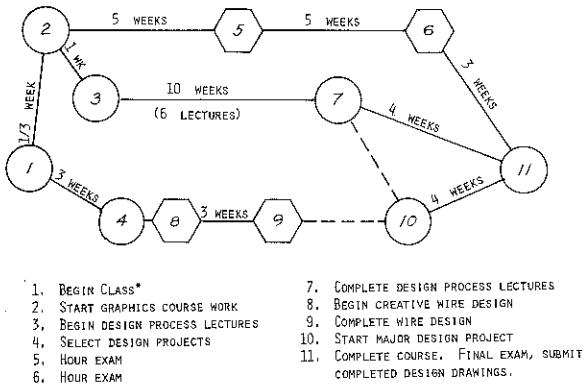 2
5 WEEKS
5
5 WEEKS
6
1 WK
3 WEEKS
1/3 WEEK
3
10 WEEKS
(6 LECTURES)
7
4 WEEKS
1
3 WEEKS
11
4
8
3 WEEKS
9
10
4 WEEKS
1. BEGIN CLASS*
2. START GRAPHICS COURSE WORK
3. BEGIN DESIGN PROCESS LECTURES
4. SELECT DESIGN PROJECTS
5. HOUR EXAM
6. HOUR EXAM
7. COMPLETE DESIGN PROCESS LECTURES
8. BEGIN CREATIVE WIRE DESIGN
9. COMPLETE WIRE DESIGN
10. START MAJOR DESIGN PROJECT
11. COMPLETE COURSE. FINAL EXAM, SUBMIT
COMPLETED DESIGN DRAWINGS.